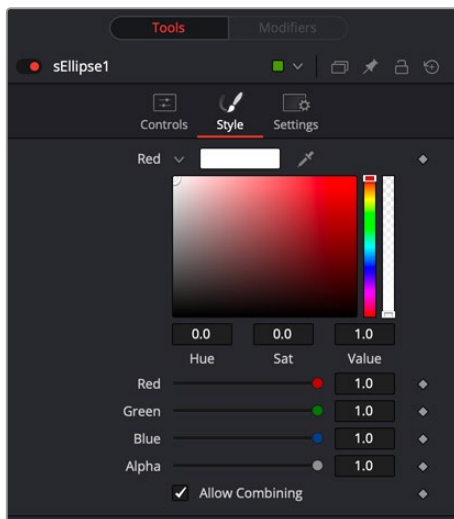 Tools Modifiers
sEllipse1
Controls Style Settings
Red
0.0 0.0 1.0
Hue Sat Value
Red 1.0
Green 1.0
Blue 1.0
Alpha 1.0
Allow Combining